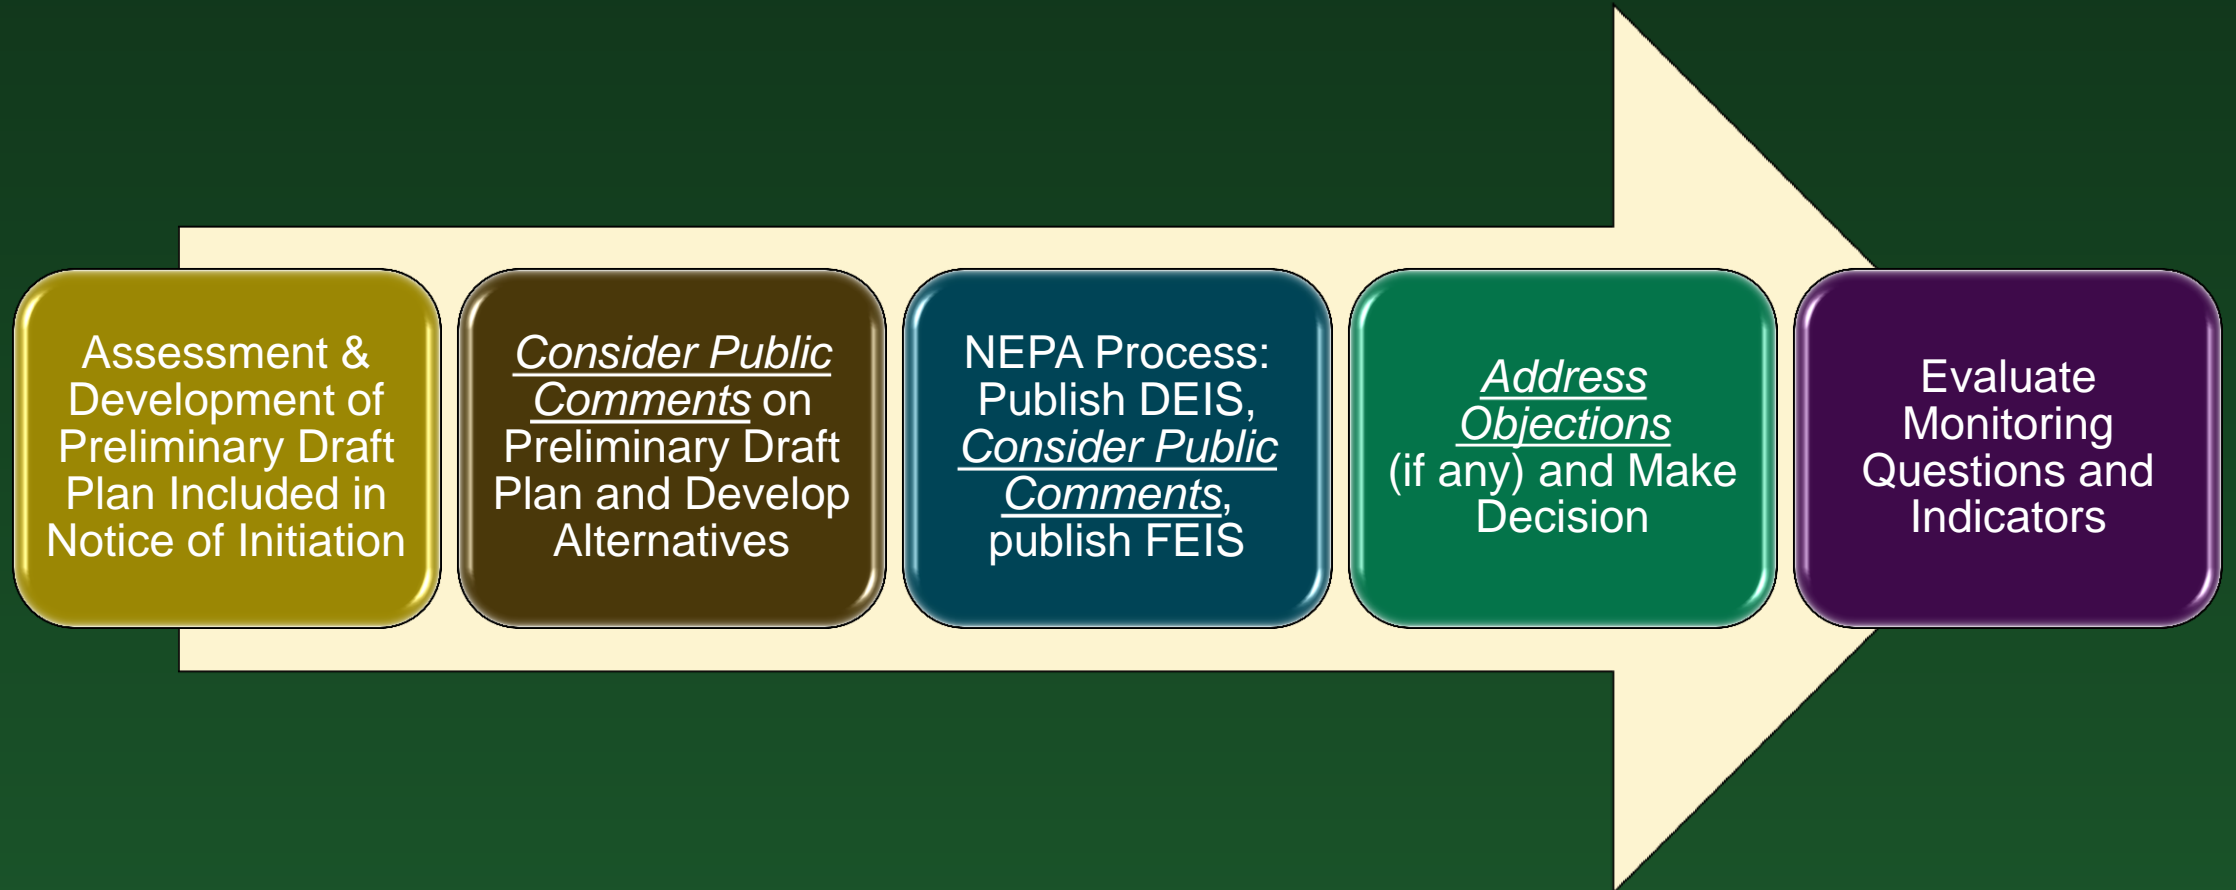 Assessment &
Development of
Preliminary Draft
Plan Included in
Notice of Initiation
Consider Public
Comments on
Preliminary Draft
Plan and Develop
Alternatives
NEPA Process:
Publish DEIS,
Consider Public
Comments,
publish FEIS
Address
Objections
(if any) and Make
Decision
Evaluate
Monitoring
Questions and
Indicators